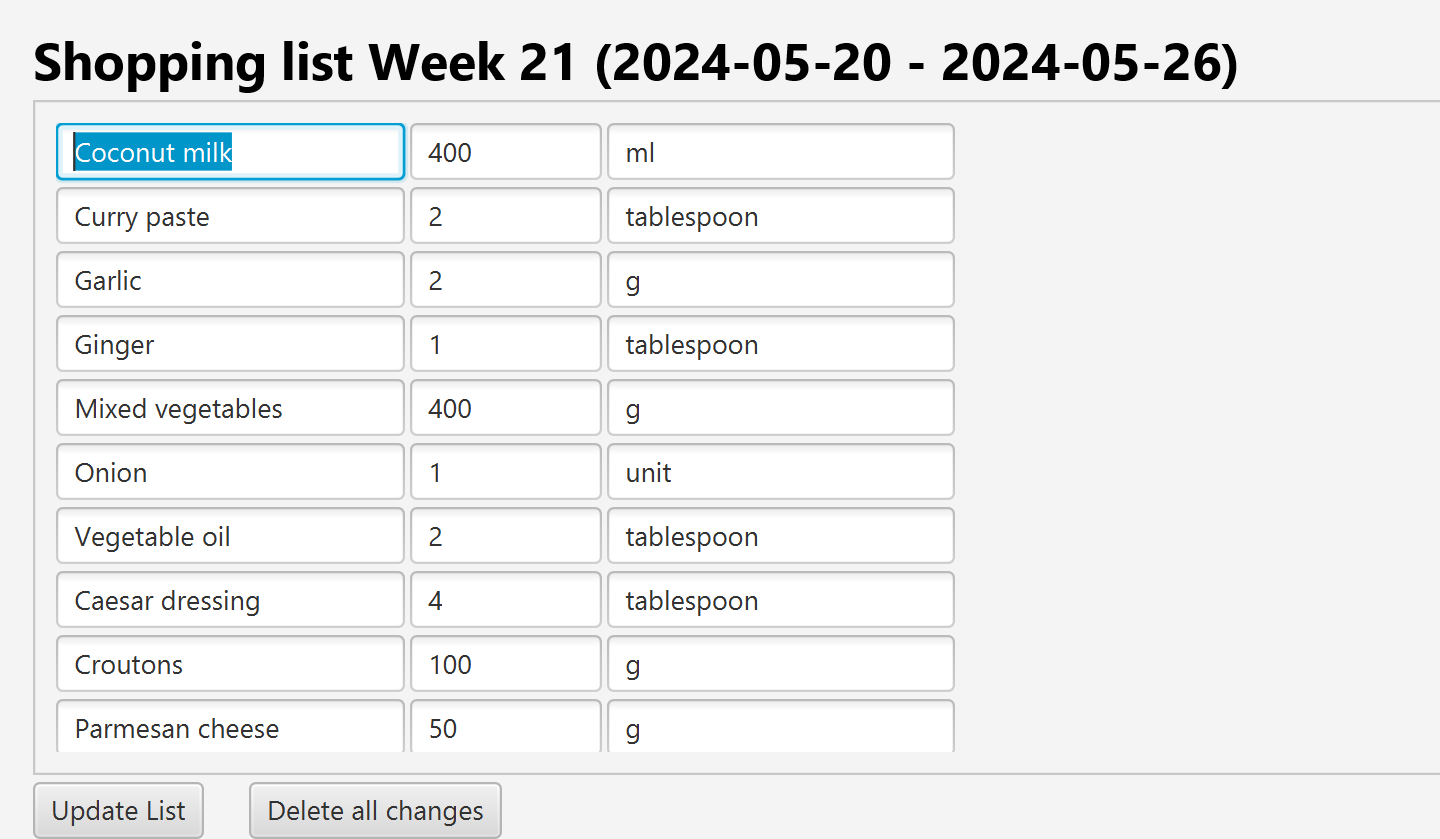 Shopping list Week 21 (2024-05-20 - 2024-05-26)
Coconut milk 400 ml
Curry paste 2 tablespoon
Garlic 2 g
Ginger 1 tablespoon
Mixed vegetables 400 g
Onion 1 unit
Vegetable oil 2 tablespoon
Caesar dressing 4 tablespoon
Croutons 100 g
Parmesan cheese 50 g
Update List Delete all changes